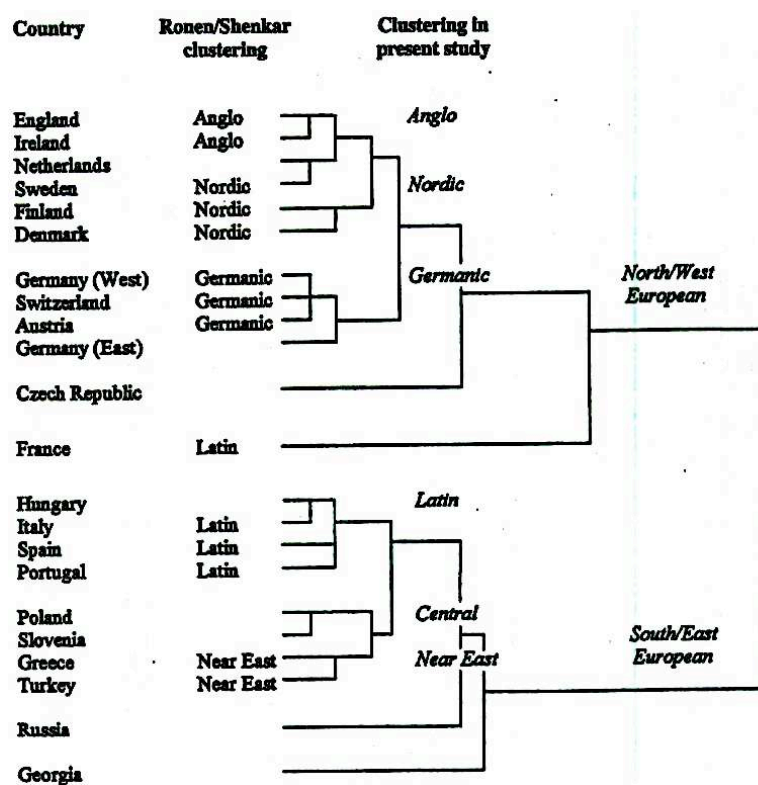 Country Ronen/Shenkar clustering Clustering in present study
England Anglo Anglo
Ireland Anglo
Netherlands
Sweden Nordic Nordic
Finland Nordic
Denmark Nordic
Germany (West) Germanic Germanic North/West European
Switzerland Germanic
Austria Germanic
Germany (East)
Czech Republic
France Latin
Hungary Latin
Italy Latin
Spain Latin
Portugal Latin
Poland Central
Slovenia South/East European
Greece Near East Near East
Turkey Near East
Russia
Georgia